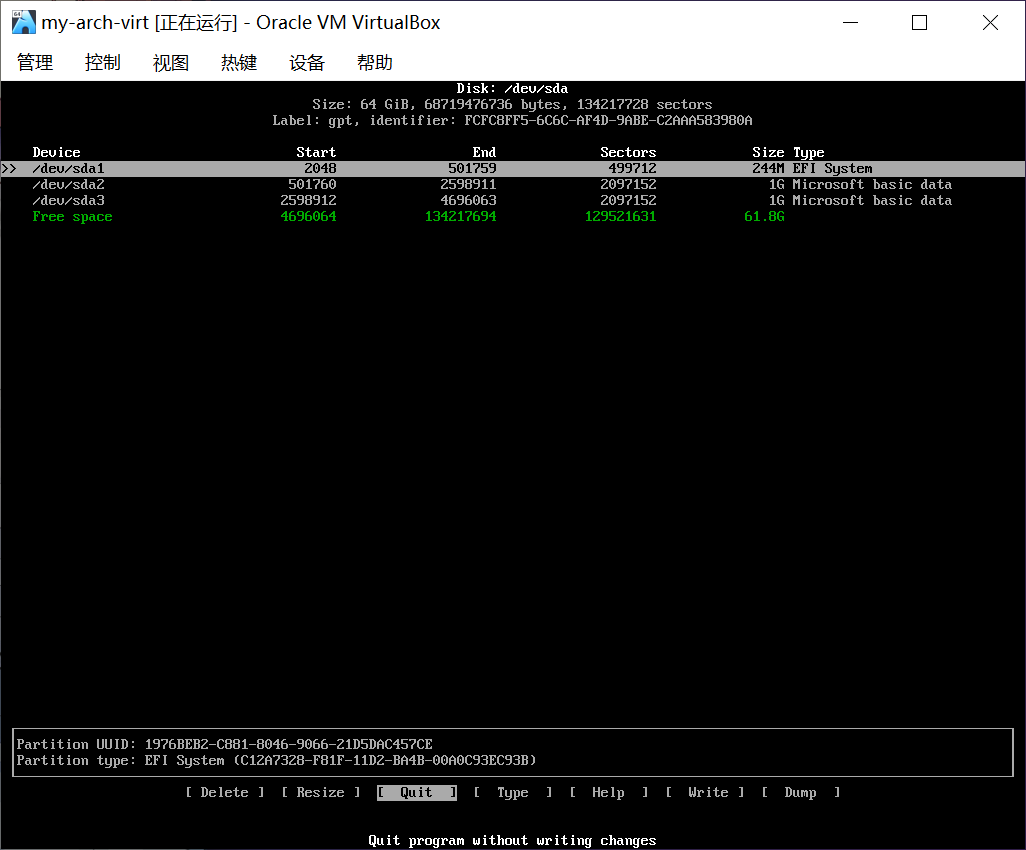 my-arch-virt [正在运行] - Oracle VM VirtualBox
管理 控制 视图 热键 设备 帮助
Disk: /dev/sda
Size: 64 GiB, 68719476736 bytes, 134217728 sectors
Label: gpt, identifier: FCFC8FF5-6C6C-AF4D-9ABE-C2AAA583980A
Device Start End Sectors Size Type
>> /dev/sda1 2048 501759 499712 244M EFI System
/dev/sda2 501760 2598911 2097152 1G Microsoft basic data
/dev/sda3 2598912 4696063 2097152 1G Microsoft basic data
Free space 4696064 134217694 129521631 61.8G
Partition UUID: 1976BEB2-C881-8046-9066-21D5DAC457CE
Partition type: EFI System (C12A7328-F81F-11D2-BA4B-00A0C93EC93B)
[ Delete ] [ Resize ] [ Quit ] [ Type ] [ Help ] [ Write ] [ Dump ]
Quit program without writing changes